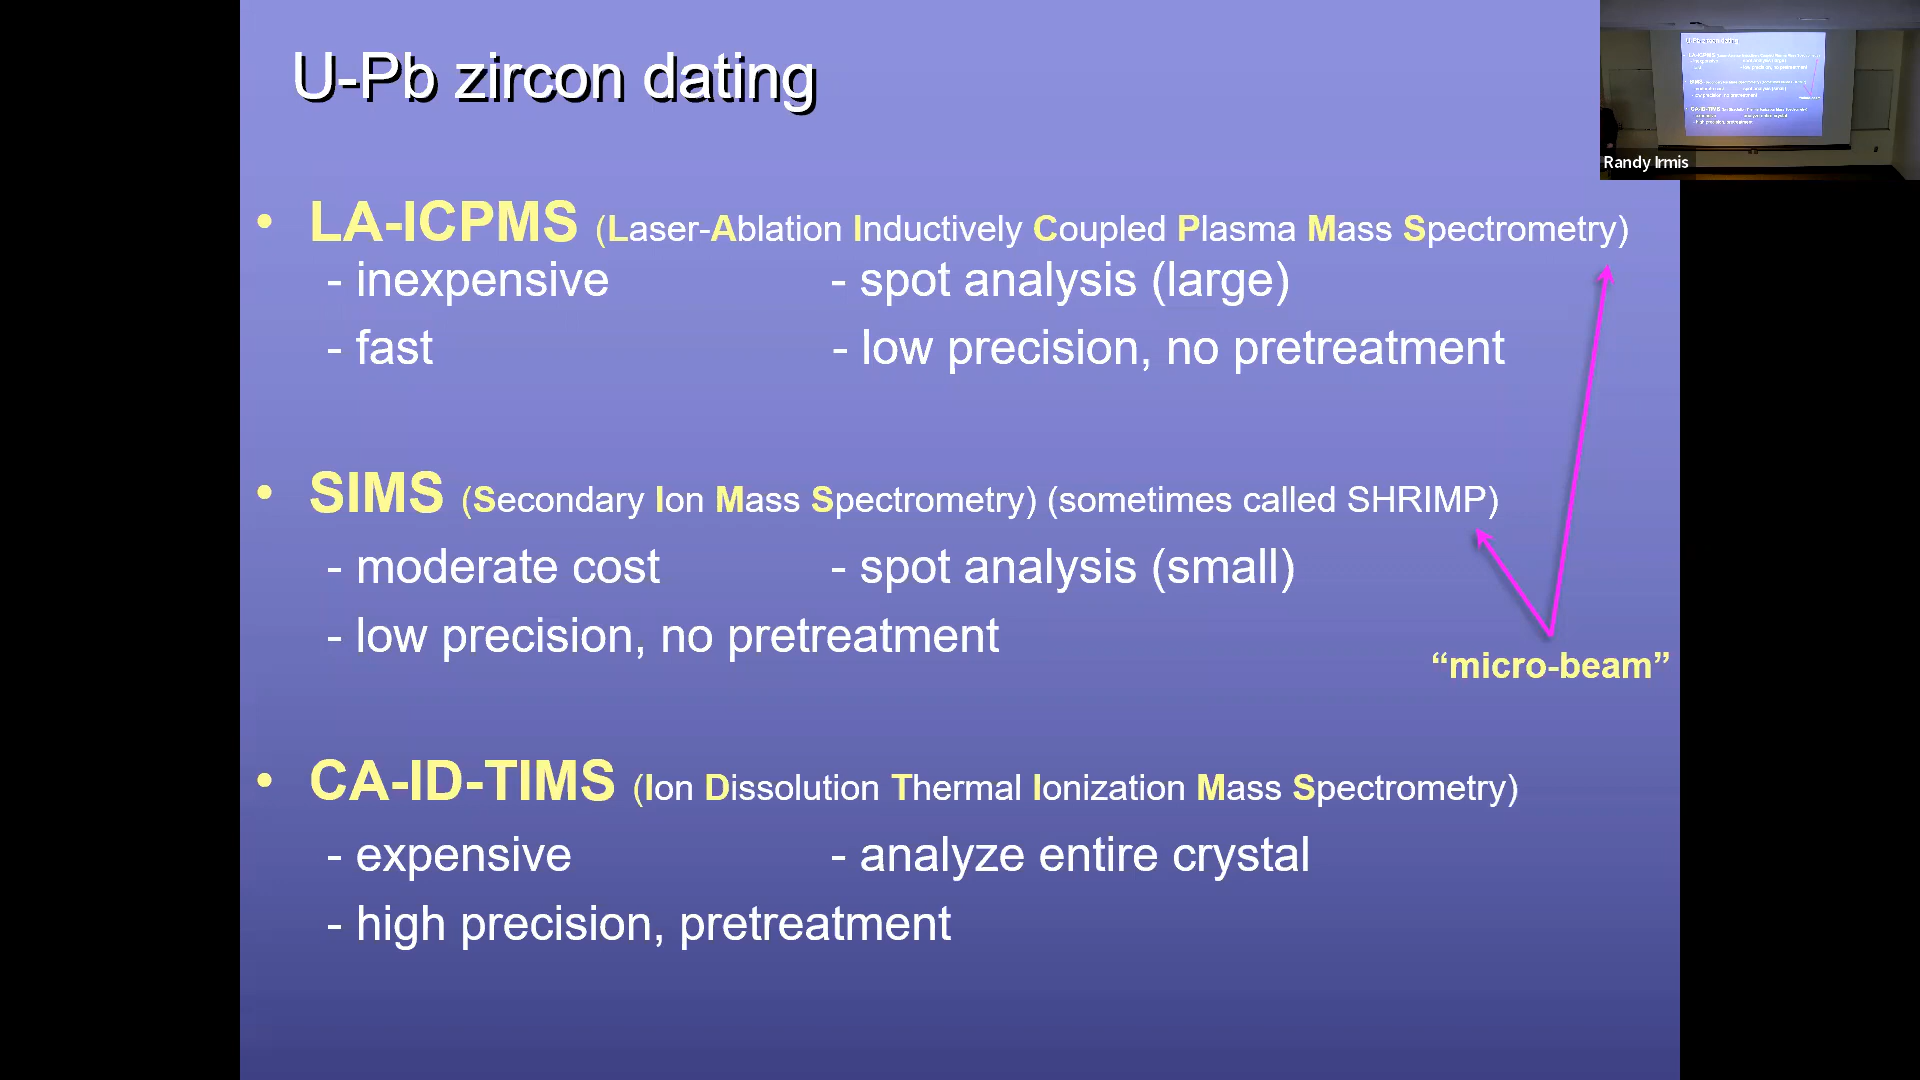 U-Pb zircon dating
• LA-ICPMS (Laser-Ablation Inductively Coupled Plasma Mass Spectrometry)
- inexpensive - spot analysis (large)
- fast - low precision, no pretreatment
• SIMS (Secondary Ion Mass Spectrometry) (sometimes called SHRIMP)
- moderate cost - spot analysis (small)
- low precision, no pretreatment
“micro-beam”
• CA-ID-TIMS (Ion Dissolution Thermal Ionization Mass Spectrometry)
- expensive - analyze entire crystal
- high precision, pretreatment
Randy Irmis